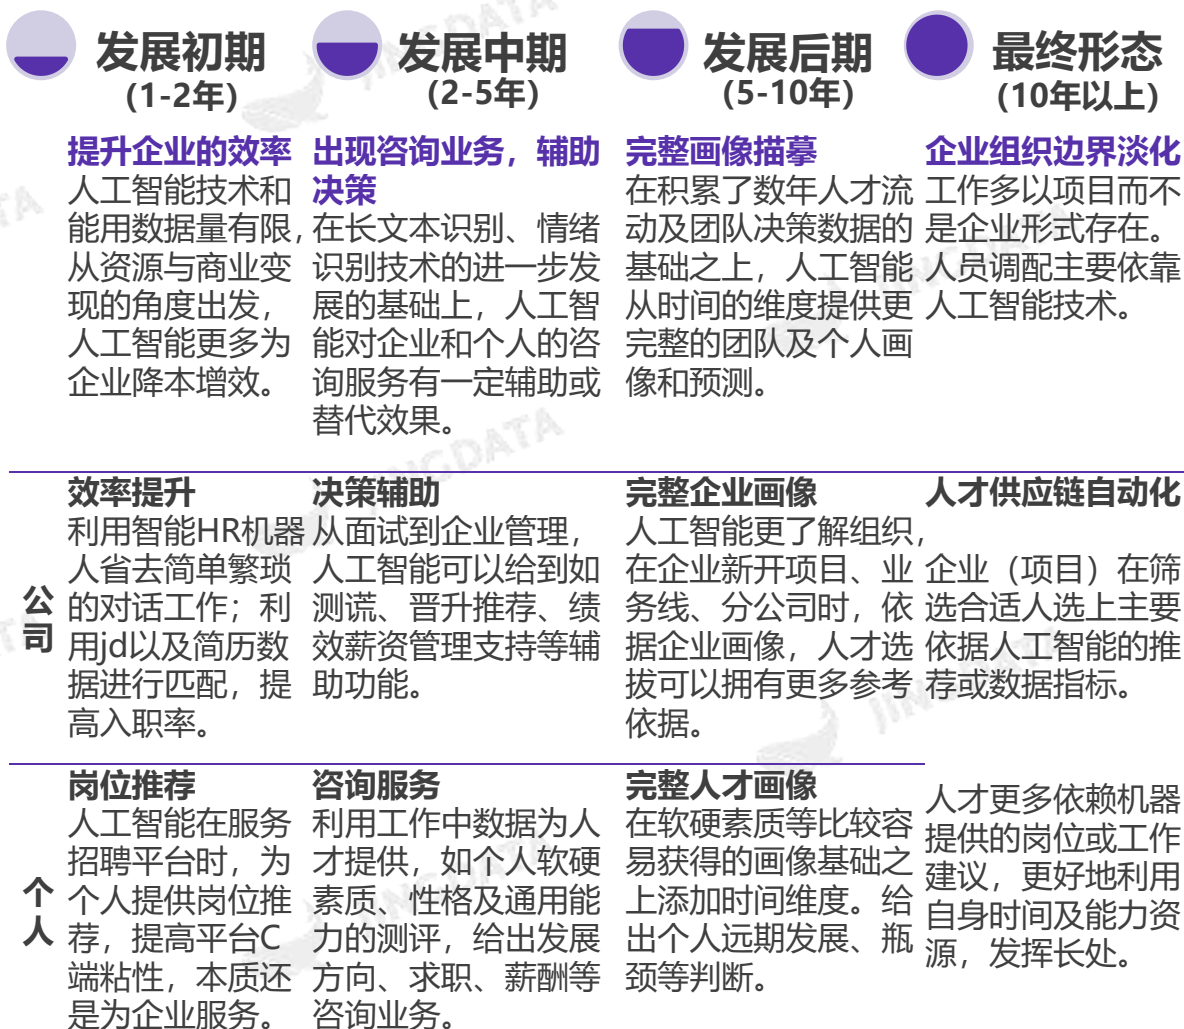 发展初期
(1-2年)
提升企业的效率
人工智能技术和
能用数据量有限,
从资源与商业变
现的角度出发，
人工智能更多为
企业降本增效。
发展中期
(2-5年)
出现咨询业务，辅助
决策
在长文本识别、情绪
识别技术的进一步发
展的基础上，人工智
能对企业和个人的咨
询服务有一定辅助或
替代效果。
发展后期
(5-10年)
完整画像描摹
在积累了数年人才流
动及团队决策数据的
基础之上，人工智能
从时间的维度提供更
完整的团队及个人画
像和预测。
最终形态
(10年以上)
企业组织边界淡化
工作多以项目而不
是企业形式存在。
人员调配主要依靠
人工智能技术。
公
司
效率提升
利用智能HR机器
人省去简单繁琐
的对话工作；利
用jd以及简历数
据进行匹配，提
高入职率。
决策辅助
从面试到企业管理，
人工智能可以给到如
测谎、晋升推荐、绩
效薪资管理支持等辅
助功能。
完整企业画像
人工智能更了解组织，
在企业新开项目、业
务线、分公司时，依
据企业画像，人才选
拔可以拥有更多参考
依据。
人才供应链自动化
企业（项目）在筛
选合适人选上主要
依据人工智能的推
荐或数据指标。
个
人
岗位推荐
人工智能在服务
招聘平台时，为
个人提供岗位推
荐，提高平台C
端粘性，本质还
是为企业服务。
咨询服务
利用工作中数据为人
才提供，如个人软硬
素质、性格及通用能
力的测评，给出发展
方向、求职、薪酬等
咨询业务。
完整人才画像
在软硬素质等比较容
易获得的画像基础之
上添加时间维度。给
出个人远期发展、瓶
颈等判断。
人才更多依赖机器
提供的岗位或工作
建议，更好地利用
自身时间及能力资
源，发挥长处。
JINGDATA
JINGDATA
JINGDATA
JINGDATA
JINGDATA